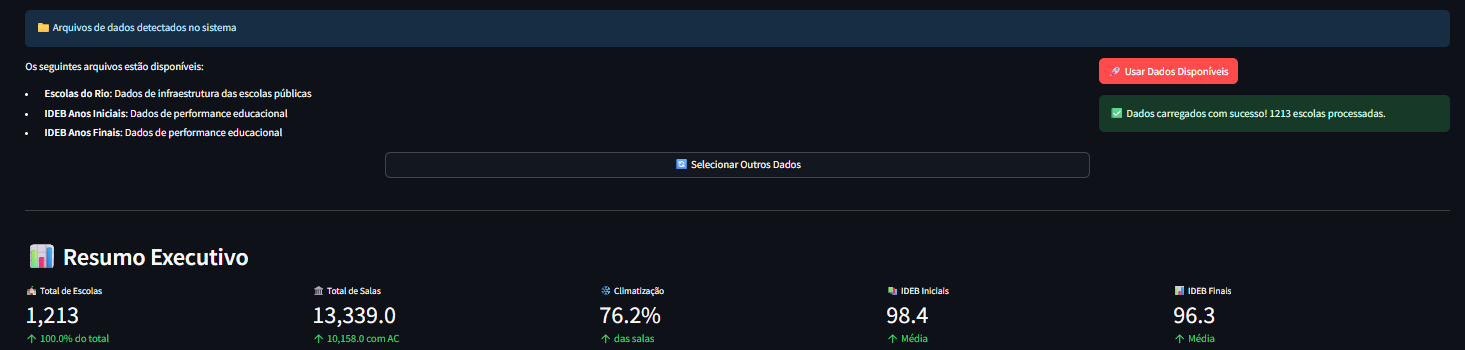 Arquivos de dados detectados no sistema
Os seguintes arquivos estão disponíveis:
Usar Dados Disponíveis
Escolas do Rio: Dados de infraestrutura das escolas públicas
IDEB Anos Iniciais: Dados de performance educacional
IDEB Anos Finais: Dados de performance educacional
Dados carregados com sucesso! 1213 escolas processadas.
Selecionar Outros Dados
Resumo Executivo
Total de Escolas
1,213
↑ 100.0% do total
Total de Salas
13,339.0
↑ 10,158.0 com AC
Climatização
76.2%
↑ das salas
IDEB Iniciais
98.4
↑ Média
IDEB Finais
96.3
↑ Média